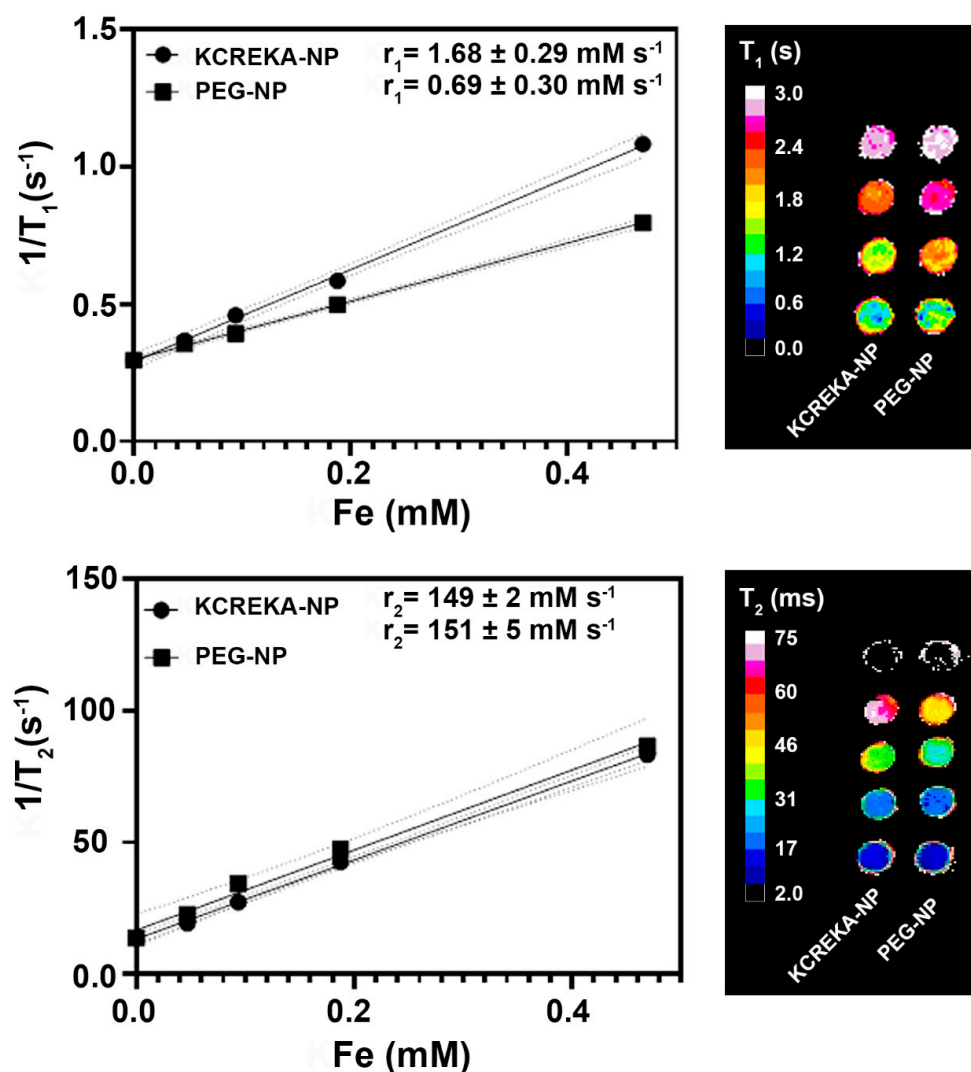 1.5
KCREKA-NP r₁= 1.68 ± 0.29 mM s⁻¹
PEG-NP r₁= 0.69 ± 0.30 mM s⁻¹
1.0
1/T₁(s⁻¹)
0.5
0.0
0.0 0.2 0.4
Fe (mM)
T₁ (s)
3.0
2.4
1.8
1.2
0.6
0.0
KCREKA-NP PEG-NP
150
KCREKA-NP r₂= 149 ± 2 mM s⁻¹
r₂= 151 ± 5 mM s⁻¹
PEG-NP
100
1/T₂(s⁻¹)
50
0.0
0.0 0.2 0.4
Fe (mM)
T₂ (ms)
75
60
46
31
17
2.0
KCREKA-NP PEG-NP